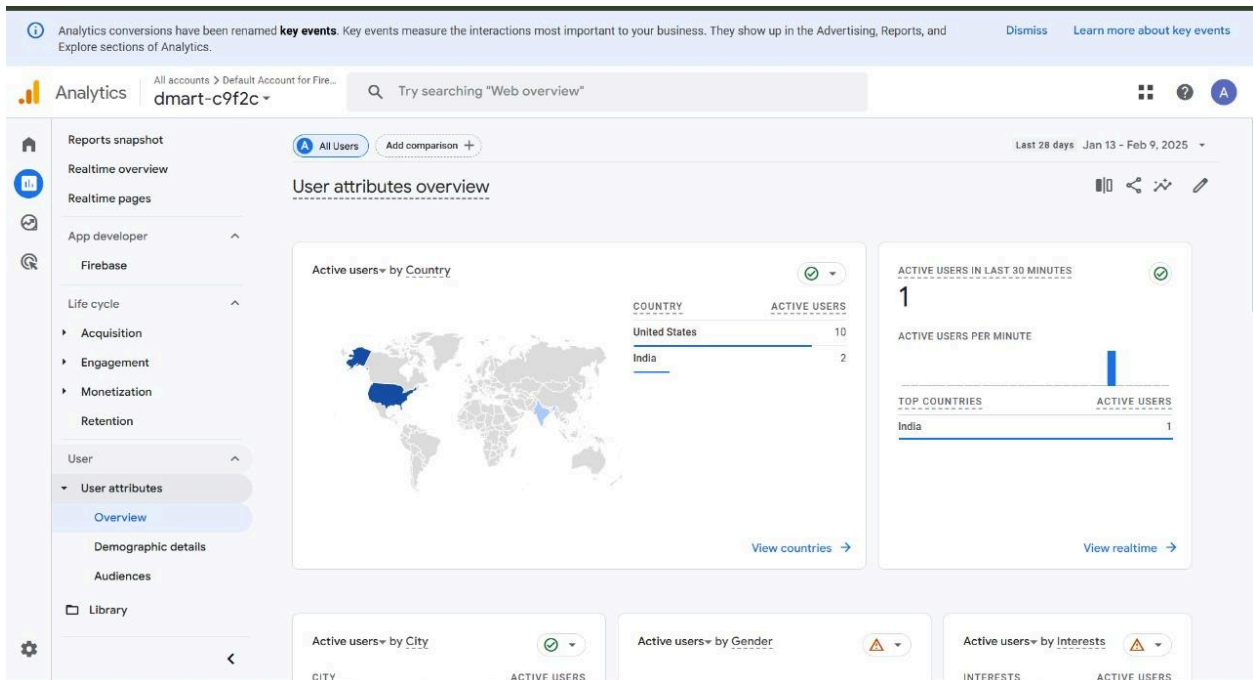 Analytics conversions have been renamed key events. Key events measure the interactions most important to your business. They show up in the Advertising, Reports, and
Explore sections of Analytics.
Dismiss
Learn more about key events
Analytics
All accounts > Default Account for Fire...
dmart-c9f2c
Try searching "Web overview"
A
Reports snapshot
Realtime overview
Realtime pages
App developer
Firebase
Life cycle
Acquisition
Engagement
Monetization
Retention
User
User attributes
Overview
Demographic details
Audiences
Library
A All Users
Add comparison +
Last 28 days Jan 13 - Feb 9, 2025
User attributes overview
Active users by Country
COUNTRY ACTIVE USERS
United States 10
India 2
View countries
ACTIVE USERS IN LAST 30 MINUTES
1
ACTIVE USERS PER MINUTE
TOP COUNTRIES ACTIVE USERS
India 1
View realtime
Active users by City
CITY ACTIVE USERS
Active users by Gender
Active users by Interests
INTERESTS ACTIVE USERS